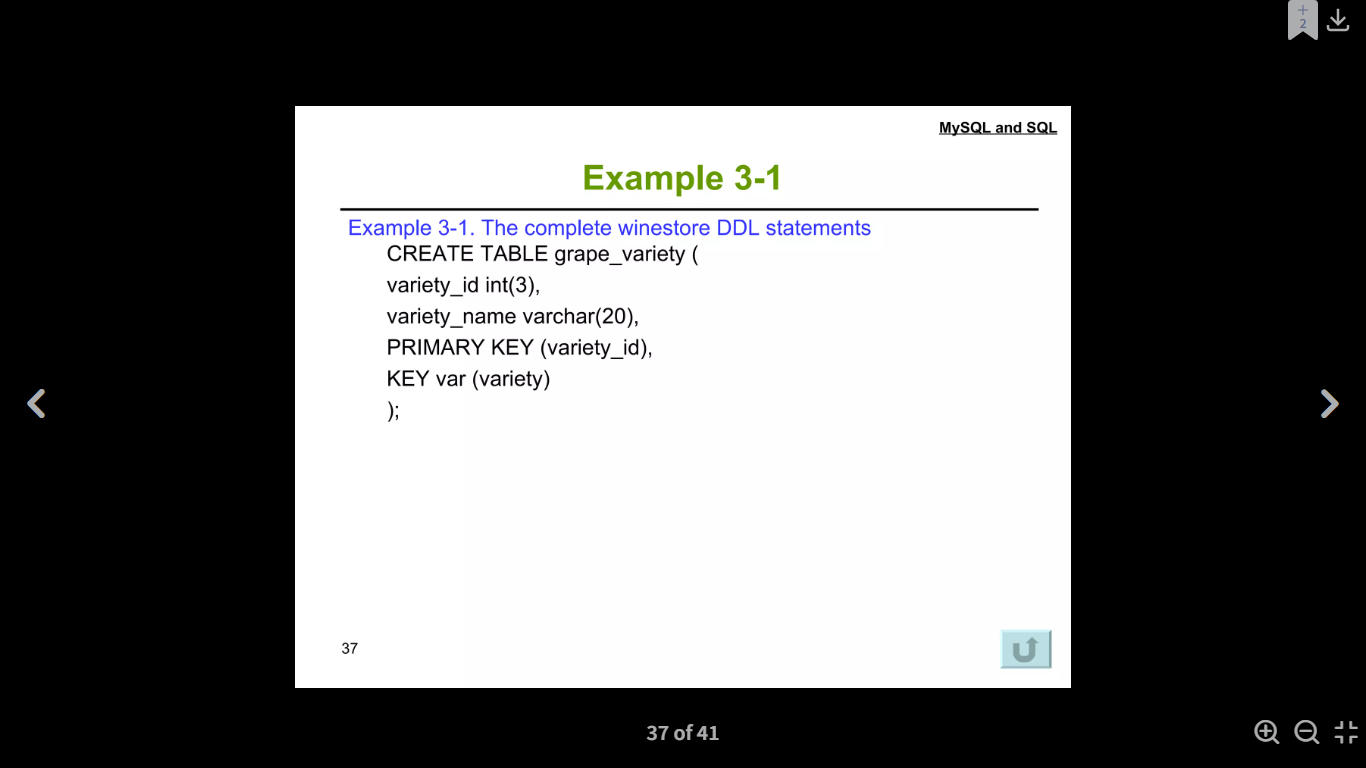 +
2
MySQL and SQL
Example 3-1
Example 3-1. The complete winestore DDL statements
CREATE TABLE grape_variety (
variety_id int(3),
variety_name varchar(20),
PRIMARY KEY (variety_id),
KEY var (variety)
);
37
37 of 41